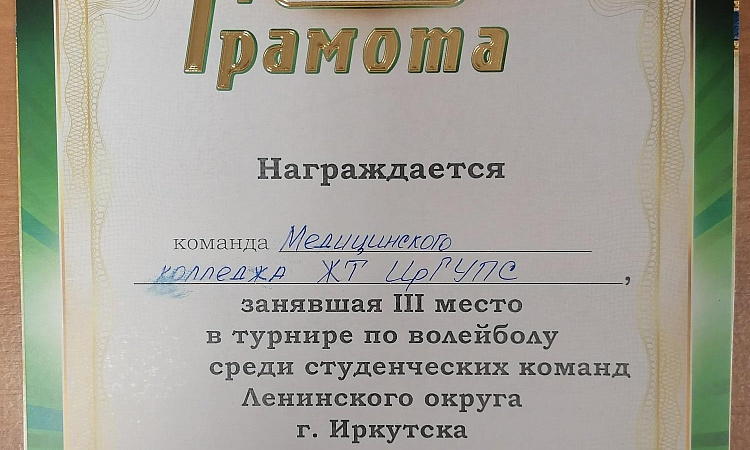 Грамота
Награждается
команда Медицинского
колледжа ЖТ ИрГУПС,
занявшая III место
в турнире по волейболу
среди студенческих команд
Ленинского округа
г. Иркутска